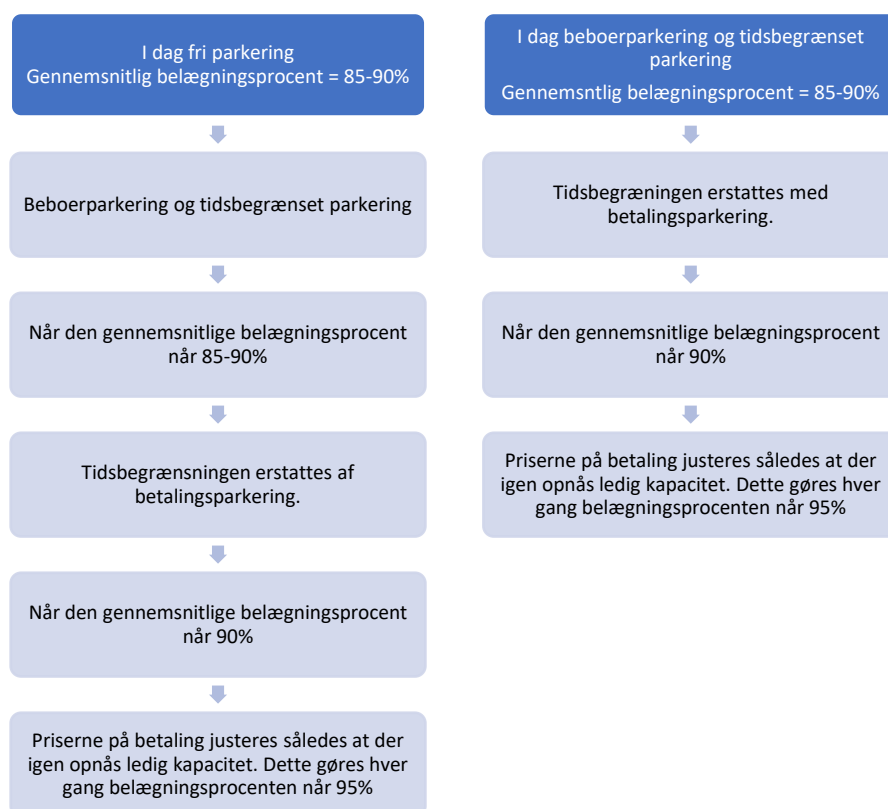 I dag fri parkering
Gennemsnitlig belægningsprocent = 85-90%
Beboerparkering og tidsbegrænset parkering
Når den gennemsnitlige belægningsprocent
når 85-90%
Tidsbegrænsningen erstattes af
betalingsparkering.
Når den gennemsnitlige belægningsprocent
når 90%
Priserne på betaling justeres således at der
igen opnås ledig kapacitet. Dette gøres hver
gang belægningsprocenten når 95%
I dag beboerparkering og tidsbegrænset
parkering
Gennemsntlig belægningsprocent = 85-90%
Tidsbegræningen erstattes med
betalingsparkering.
Når den gennemsnitlige belægningsprocent
når 90%
Priserne på betaling justeres således at der
igen opnås ledig kapacitet. Dette gøres hver
gang belægningsprocenten når 95%